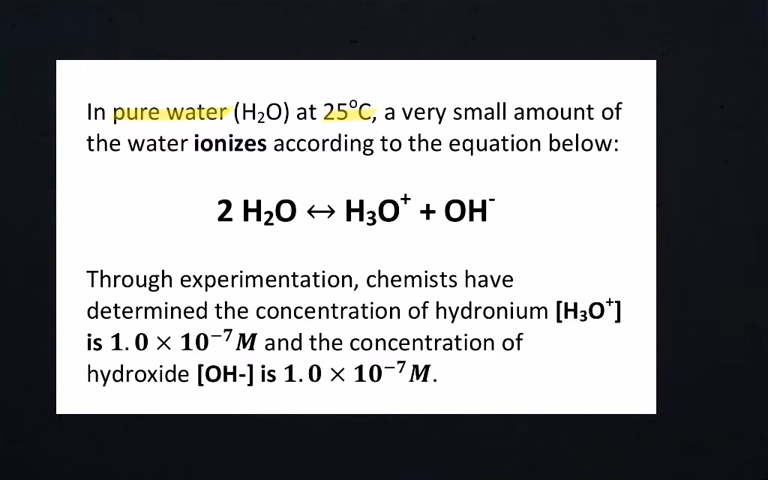 In pure water (H₂O) at 25°C, a very small amount of
the water ionizes according to the equation below:
2 H₂O ↔ H₃O⁺ + OH⁻
Through experimentation, chemists have
determined the concentration of hydronium [H₃O⁺]
is 1.0 × 10⁻⁷ M and the concentration of
hydroxide [OH-] is 1.0 × 10⁻⁷ M.